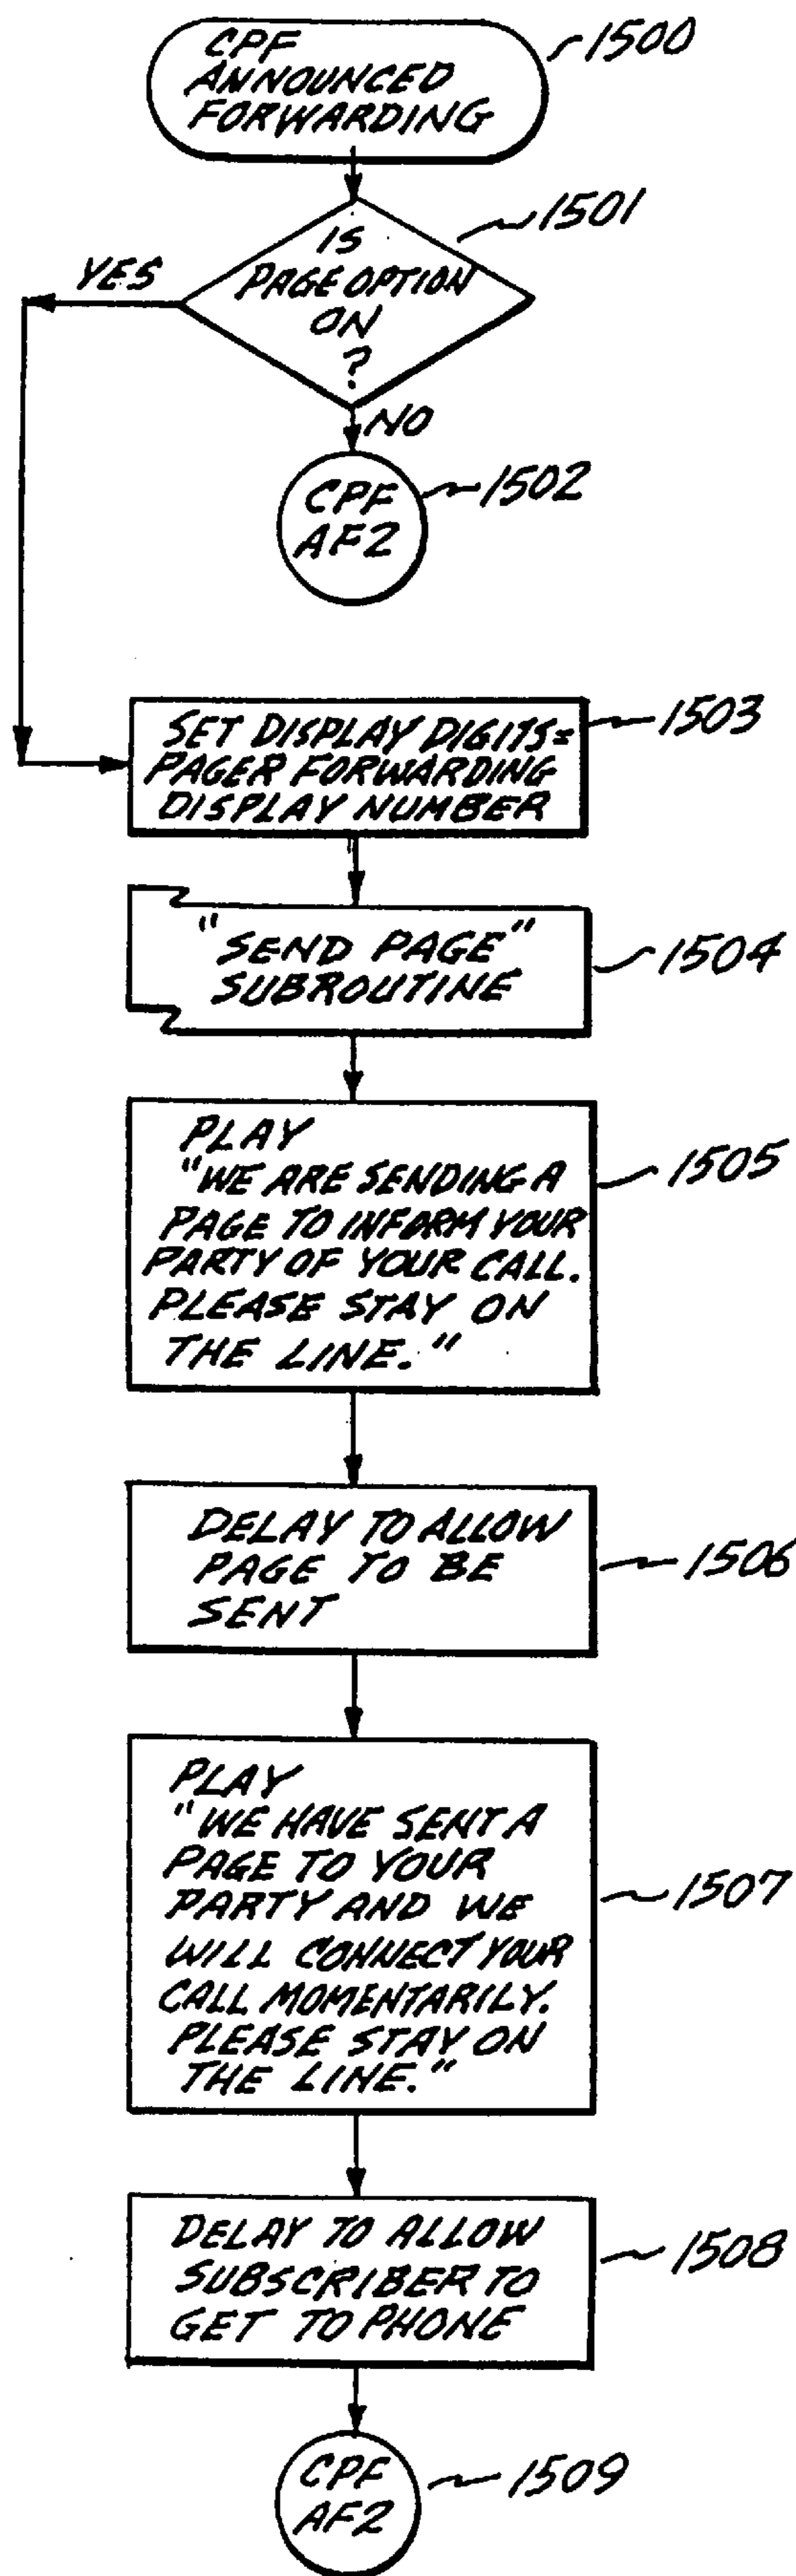 CPF
ANNOUNCED
FORWARDING
1500
1501
IS
PAGE OPTION
ON
?
YES
NO
CPF
AF2
1502
SET DISPLAY DIGITS=
PAGER FORWARDING
DISPLAY NUMBER
1503
"SEND PAGE"
SUBROUTINE
1504
PLAY
"WE ARE SENDING A
PAGE TO INFORM YOUR
PARTY OF YOUR CALL.
PLEASE STAY ON
THE LINE."
1505
DELAY TO ALLOW
PAGE TO BE
SENT
1506
PLAY
"WE HAVE SENT A
PAGE TO YOUR
PARTY AND WE
WILL CONNECT YOUR
CALL MOMENTARILY.
PLEASE STAY ON
THE LINE."
1507
DELAY TO ALLOW
SUBSCRIBER TO
GET TO PHONE
1508
CPF
AF2
1509